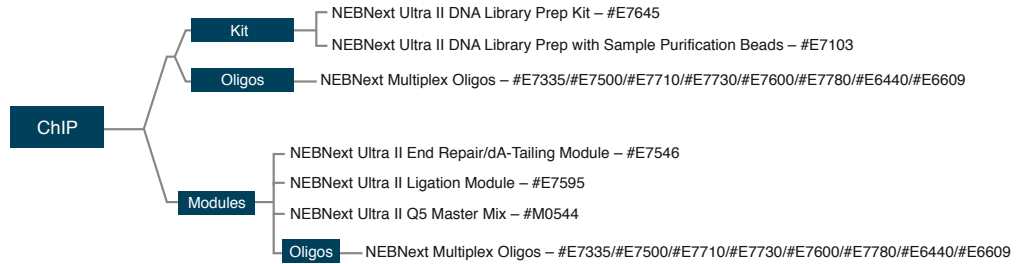 ChIP
Kit
NEBNext Ultra II DNA Library Prep Kit – #E7645
NEBNext Ultra II DNA Library Prep with Sample Purification Beads – #E7103
Oligos
NEBNext Multiplex Oligos – #E7335/#E7500/#E7710/#E7730/#E7600/#E7780/#E6440/#E6609
Modules
NEBNext Ultra II End Repair/dA-Tailing Module – #E7546
NEBNext Ultra II Ligation Module – #E7595
NEBNext Ultra II Q5 Master Mix – #M0544
Oligos
NEBNext Multiplex Oligos – #E7335/#E7500/#E7710/#E7730/#E7600/#E7780/#E6440/#E6609